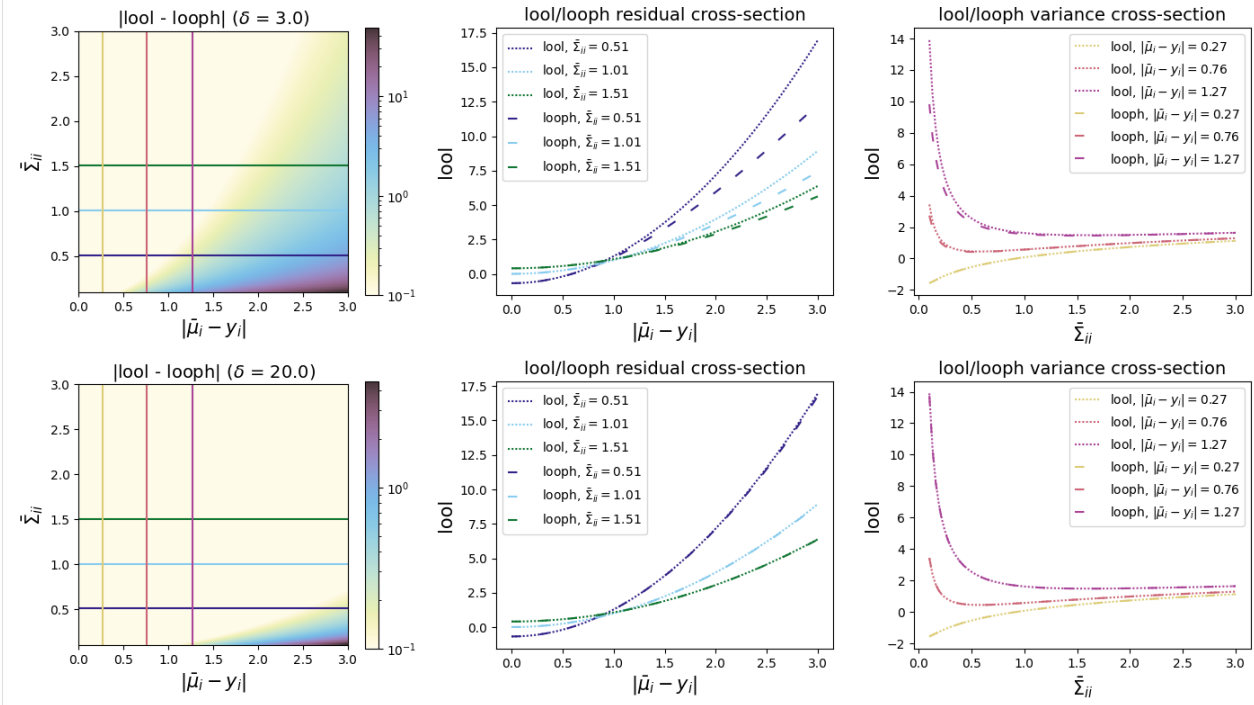 |lool - looph| (δ = 3.0)
3.0
2.5
2.0
1.5
1.0
0.5
Σ̄ᵢᵢ
0.0 0.5 1.0 1.5 2.0 2.5 3.0
|μ̄ᵢ − yᵢ|
10¹
10⁰
10⁻¹
lool/looph residual cross-section
17.5
15.0
12.5
10.0
7.5
5.0
2.5
0.0
lool
lool, Σ̄ᵢᵢ = 0.51
lool, Σ̄ᵢᵢ = 1.01
lool, Σ̄ᵢᵢ = 1.51
looph, Σ̄ᵢᵢ = 0.51
looph, Σ̄ᵢᵢ = 1.01
looph, Σ̄ᵢᵢ = 1.51
0.0 0.5 1.0 1.5 2.0 2.5 3.0
|μ̄ᵢ − yᵢ|
lool/looph variance cross-section
14
12
10
8
6
4
2
0
−2
lool
lool, |μ̄ᵢ − yᵢ| = 0.27
lool, |μ̄ᵢ − yᵢ| = 0.76
lool, |μ̄ᵢ − yᵢ| = 1.27
looph, |μ̄ᵢ − yᵢ| = 0.27
looph, |μ̄ᵢ − yᵢ| = 0.76
looph, |μ̄ᵢ − yᵢ| = 1.27
0.0 0.5 1.0 1.5 2.0 2.5 3.0
Σ̄ᵢᵢ
|lool - looph| (δ = 20.0)
3.0
2.5
2.0
1.5
1.0
0.5
Σ̄ᵢᵢ
0.0 0.5 1.0 1.5 2.0 2.5 3.0
|μ̄ᵢ − yᵢ|
10⁰
10⁻¹
lool/looph residual cross-section
17.5
15.0
12.5
10.0
7.5
5.0
2.5
0.0
lool
lool, Σ̄ᵢᵢ = 0.51
lool, Σ̄ᵢᵢ = 1.01
lool, Σ̄ᵢᵢ = 1.51
looph, Σ̄ᵢᵢ = 0.51
looph, Σ̄ᵢᵢ = 1.01
looph, Σ̄ᵢᵢ = 1.51
0.0 0.5 1.0 1.5 2.0 2.5 3.0
|μ̄ᵢ − yᵢ|
lool/looph variance cross-section
14
12
10
8
6
4
2
0
−2
lool
lool, |μ̄ᵢ − yᵢ| = 0.27
lool, |μ̄ᵢ − yᵢ| = 0.76
lool, |μ̄ᵢ − yᵢ| = 1.27
looph, |μ̄ᵢ − yᵢ| = 0.27
looph, |μ̄ᵢ − yᵢ| = 0.76
looph, |μ̄ᵢ − yᵢ| = 1.27
0.0 0.5 1.0 1.5 2.0 2.5 3.0
Σ̄ᵢᵢ